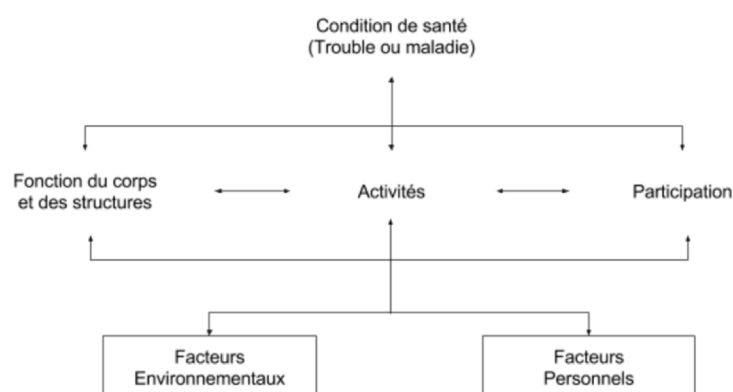 Condition de santé
(Trouble ou maladie)
Fonction du corps
et des structures
Activités
Participation
Facteurs
Environnementaux
Facteurs
Personnels